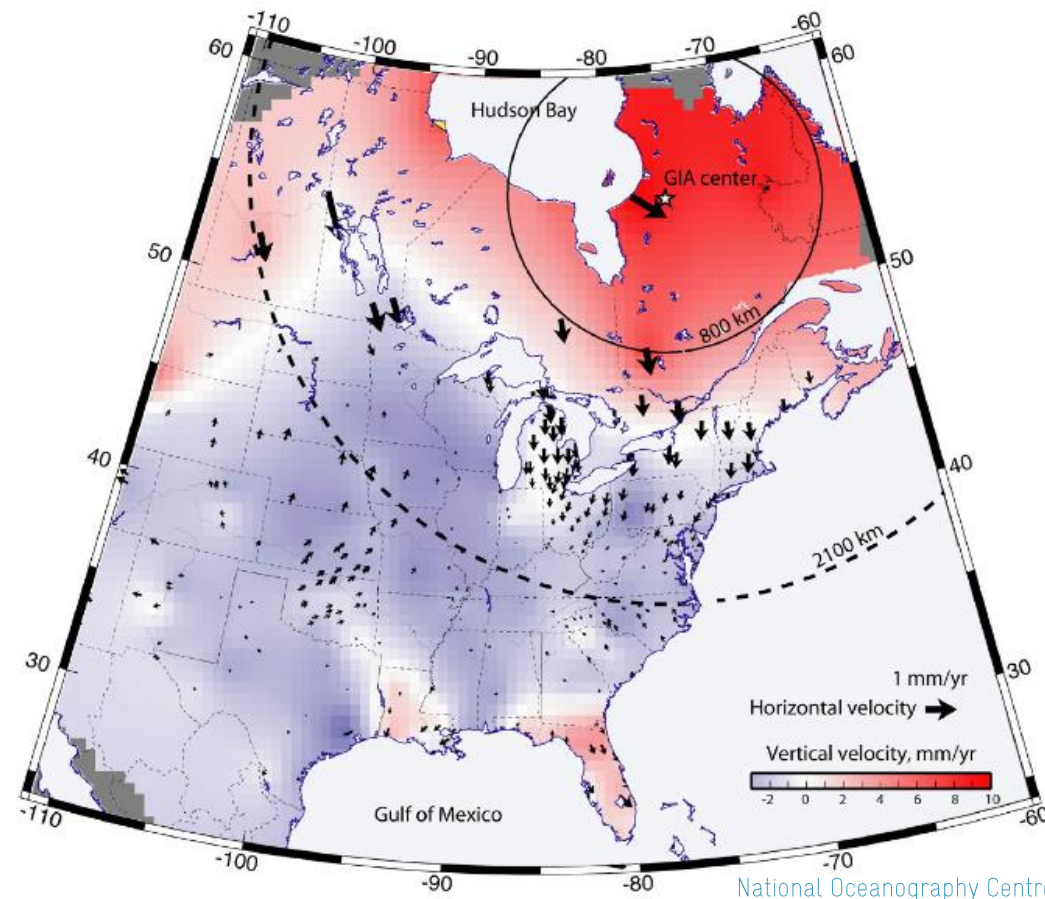 -110
-100
-90
-80
-70
-60
60
60
Hudson Bay
GIA center
50
50
800 km
40
40
2100 km
30
30
1 mm/yr
Horizontal velocity
Vertical velocity, mm/yr
-2 0 2 4 6 8 10
Gulf of Mexico
-110
-100
-90
-80
-70
-60
National Oceanography Centre